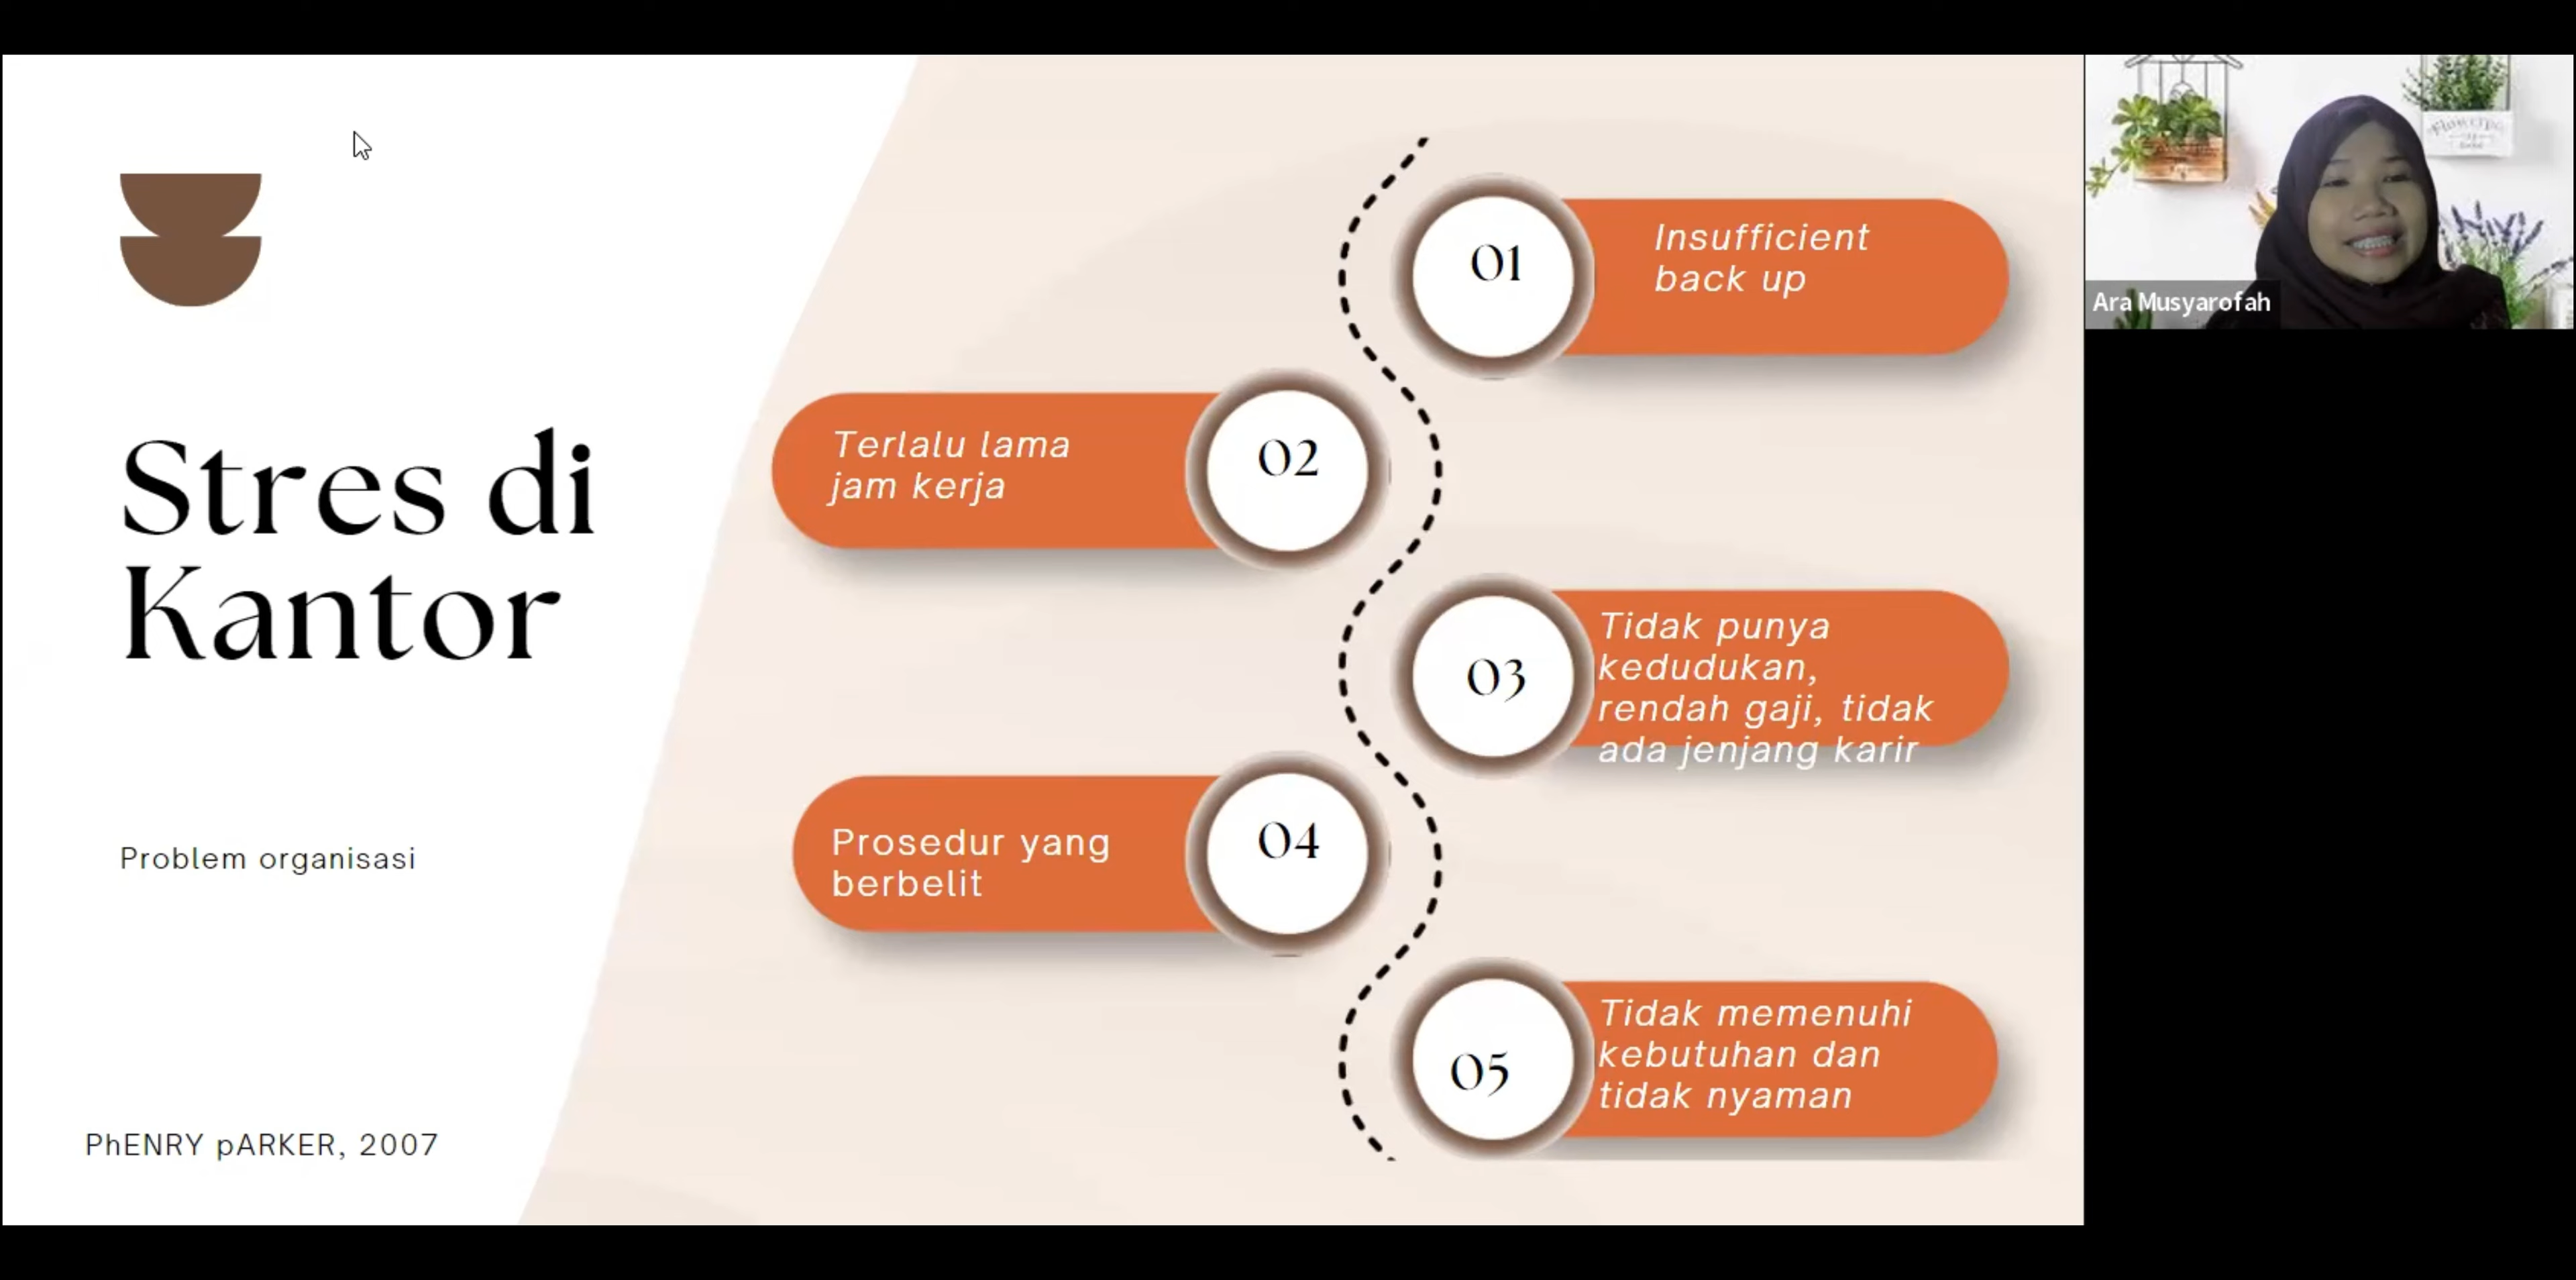 Stres di
Kantor
Problem organisasi
PhENRY pARKER, 2007
01
Insufficient
back up
02
Terlalu lama
jam kerja
03
Tidak punya
kedudukan,
rendah gaji, tidak
ada jenjang karir
04
Prosedur yang
berbelit
05
Tidak memenuhi
kebutuhan dan
tidak nyaman
Ara Musyarofah